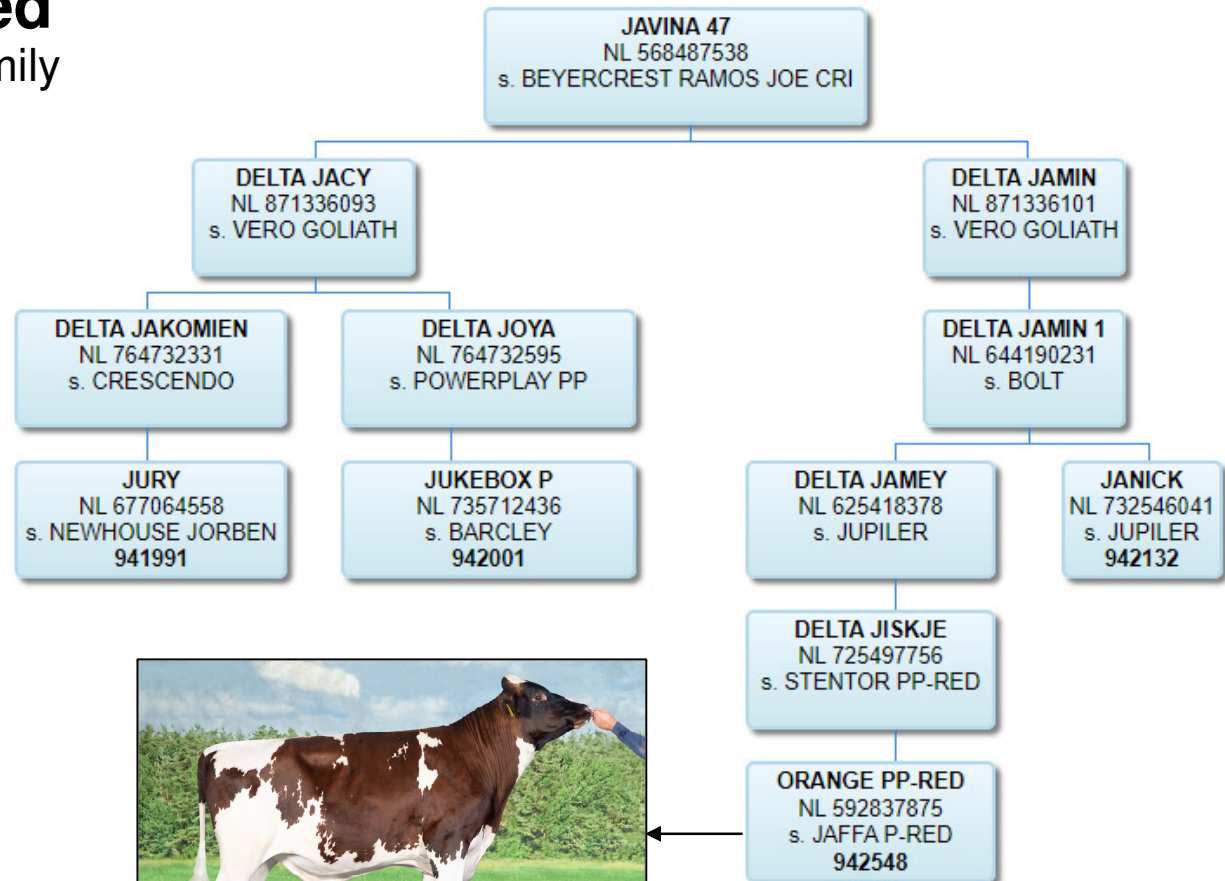 JAVINA 47
NL 568487538
s. BEYERCREST RAMOS JOE CRI
DELTA JACY
NL 871336093
s. VERO GOLIATH
DELTA JAMIN
NL 871336101
s. VERO GOLIATH
DELTA JAKOMIEN
NL 764732331
s. CRESCENDO
DELTA JOYA
NL 764732595
s. POWERPLAY PP
DELTA JAMIN 1
NL 644190231
s. BOLT
JURY
NL 677064558
s. NEWHOUSE JORBEN
941991
JUKEBOX P
NL 735712436
s. BARCLEY
942001
DELTA JAMEY
NL 625418378
s. JUPILER
JANICK
NL 732546041
s. JUPILER
942132
DELTA JISKJE
NL 725497756
s. STENTOR PP-RED
ORANGE PP-RED
NL 592837875
s. JAFFA P-RED
942548